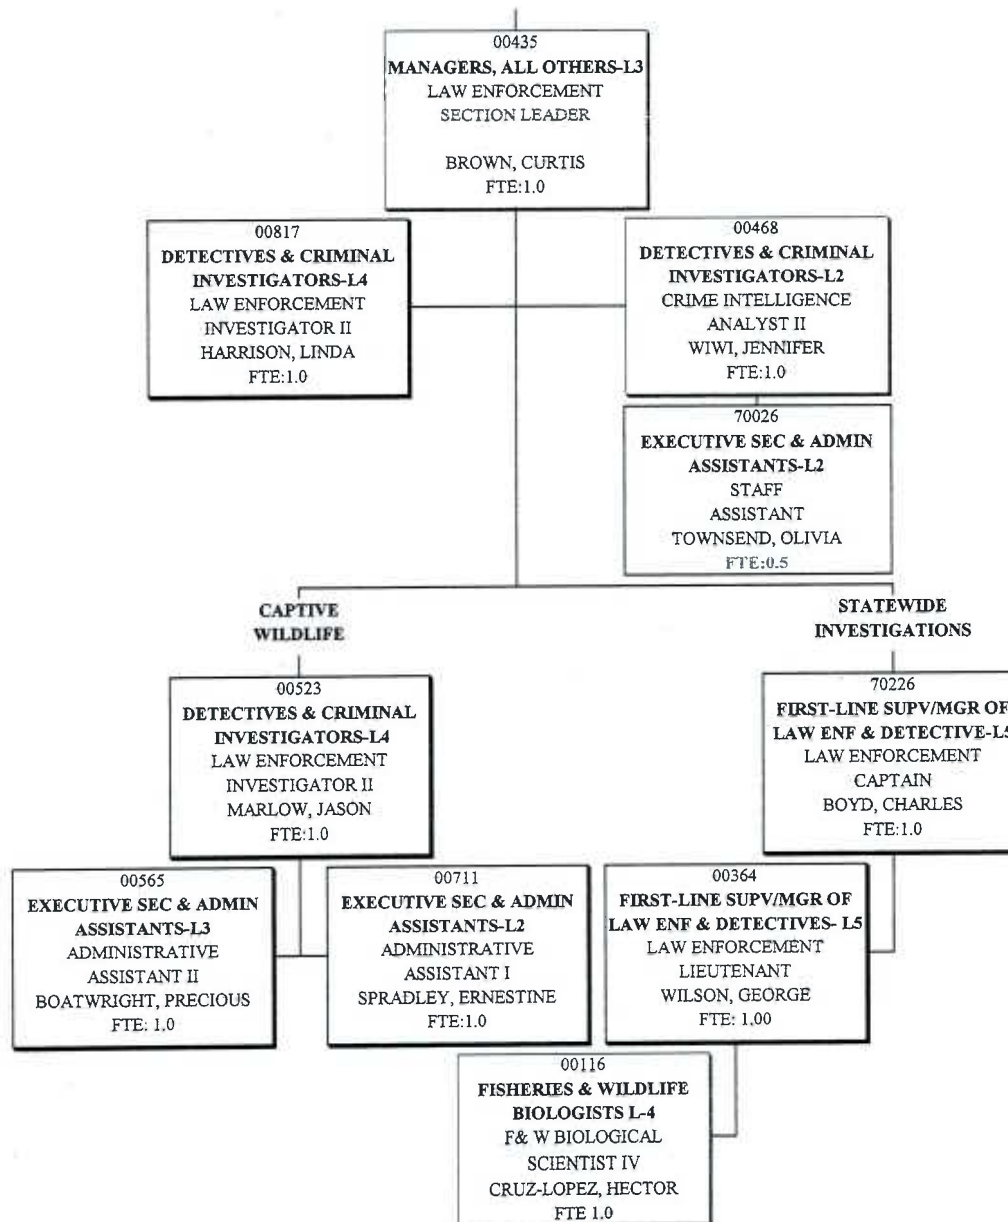 00435
MANAGERS, ALL OTHERS-L3
LAW ENFORCEMENT
SECTION LEADER
BROWN, CURTIS
FTE:1.0
00817
DETECTIVES & CRIMINAL
INVESTIGATORS-L4
LAW ENFORCEMENT
INVESTIGATOR II
HARRISON, LINDA
FTE:1.0
00468
DETECTIVES & CRIMINAL
INVESTIGATORS-L2
CRIME INTELLIGENCE
ANALYST II
WIWI, JENNIFER
FTE:1.0
70026
EXECUTIVE SEC & ADMIN
ASSISTANTS-L2
STAFF
ASSISTANT
TOWNSEND, OLIVIA
FTE:0.5
CAPTIVE
WILDLIFE
STATEWIDE
INVESTIGATIONS
00523
DETECTIVES & CRIMINAL
INVESTIGATORS-L4
LAW ENFORCEMENT
INVESTIGATOR II
MARLOW, JASON
FTE:1.0
70226
FIRST-LINE SUPV/MGR OF
LAW ENF & DETECTIVE-L5
LAW ENFORCEMENT
CAPTAIN
BOYD, CHARLES
FTE:1.0
00565
EXECUTIVE SEC & ADMIN
ASSISTANTS-L3
ADMINISTRATIVE
ASSISTANT II
BOATWRIGHT, PRECIOUS
FTE: 1.0
00711
EXECUTIVE SEC & ADMIN
ASSISTANTS-L2
ADMINISTRATIVE
ASSISTANT I
SPRADLEY, ERNESTINE
FTE:1.0
00364
FIRST-LINE SUPV/MGR OF
LAW ENF & DETECTIVES- L5
LAW ENFORCEMENT
LIEUTENANT
WILSON, GEORGE
FTE: 1.00
00116
FISHERIES & WILDLIFE
BIOLOGISTS L-4
F& W BIOLOGICAL
SCIENTIST IV
CRUZ-LOPEZ, HECTOR
FTE 1.0